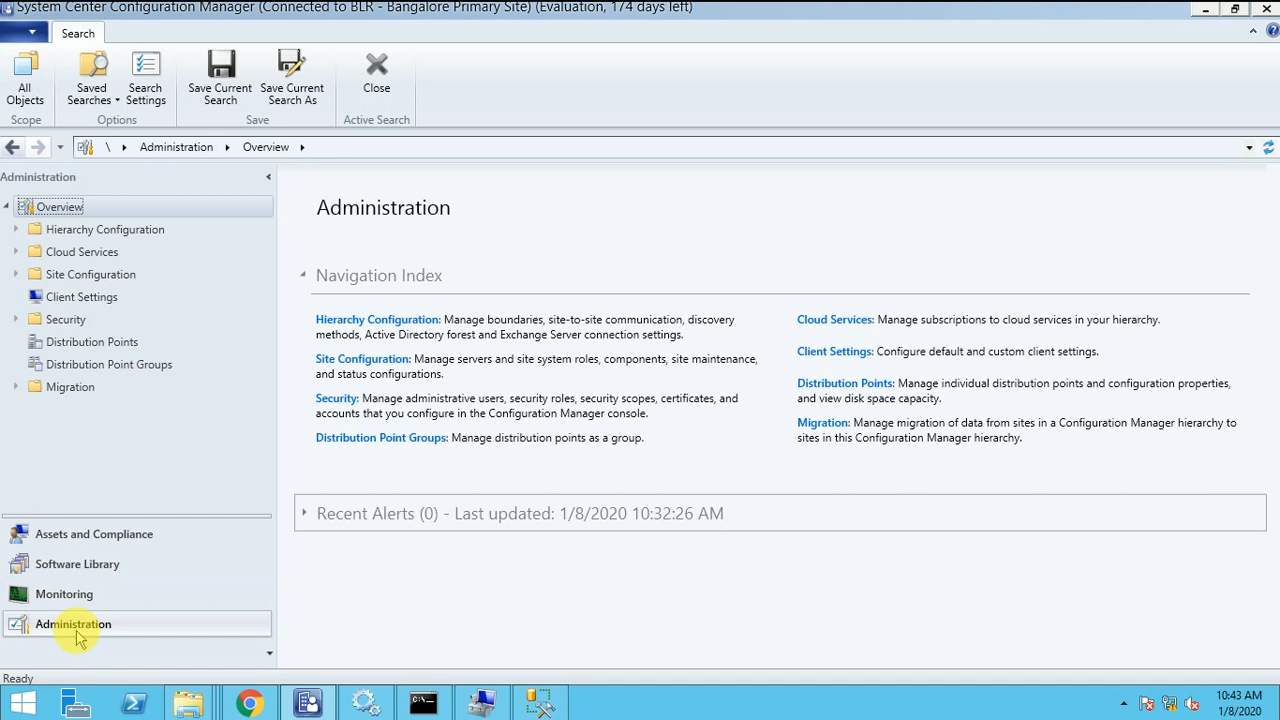 System Center Configuration Manager (Connected to BLR - Bangalore Primary Site) (Evaluation, 174 days left)
Search
All Objects
Saved Searches
Search Settings
Save Current Search
Save Current Search As
Close
Scope
Options
Save
Active Search
\ Administration Overview
Administration
Overview
Hierarchy Configuration
Cloud Services
Site Configuration
Client Settings
Security
Distribution Points
Distribution Point Groups
Migration
Assets and Compliance
Software Library
Monitoring
Administration
Administration
Navigation Index
Hierarchy Configuration: Manage boundaries, site-to-site communication, discovery
methods, Active Directory forest and Exchange Server connection settings.
Site Configuration: Manage servers and site system roles, components, site maintenance,
and status configurations.
Security: Manage administrative users, security roles, security scopes, certificates, and
accounts that you configure in the Configuration Manager console.
Distribution Point Groups: Manage distribution points as a group.
Cloud Services: Manage subscriptions to cloud services in your hierarchy.
Client Settings: Configure default and custom client settings.
Distribution Points: Manage individual distribution points and configuration properties,
and view disk space capacity.
Migration: Manage migration of data from sites in a Configuration Manager hierarchy to
sites in this Configuration Manager hierarchy.
Recent Alerts (0) - Last updated: 1/8/2020 10:32:26 AM
Ready
10:43 AM
1/8/2020